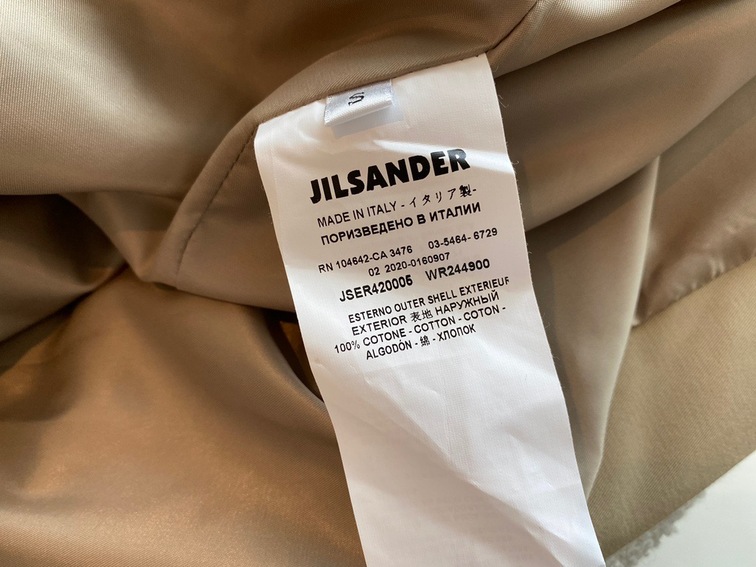 S
JILSANDER
MADE IN ITALY - イタリア製-
ПОРИЗВЕДЕНО В ИТАЛИИ
RN 104642-CA 3476 03-5464- 6729
02 2020-0160907
JSER420005 WR244900
ESTERNO OUTER SHELL EXTERIEUR
EXTERIOR 表地 НАРУЖНЫЙ
100% COTONE - COTTON - COTON -
ALGODÓN - 綿 - ХЛОПОК